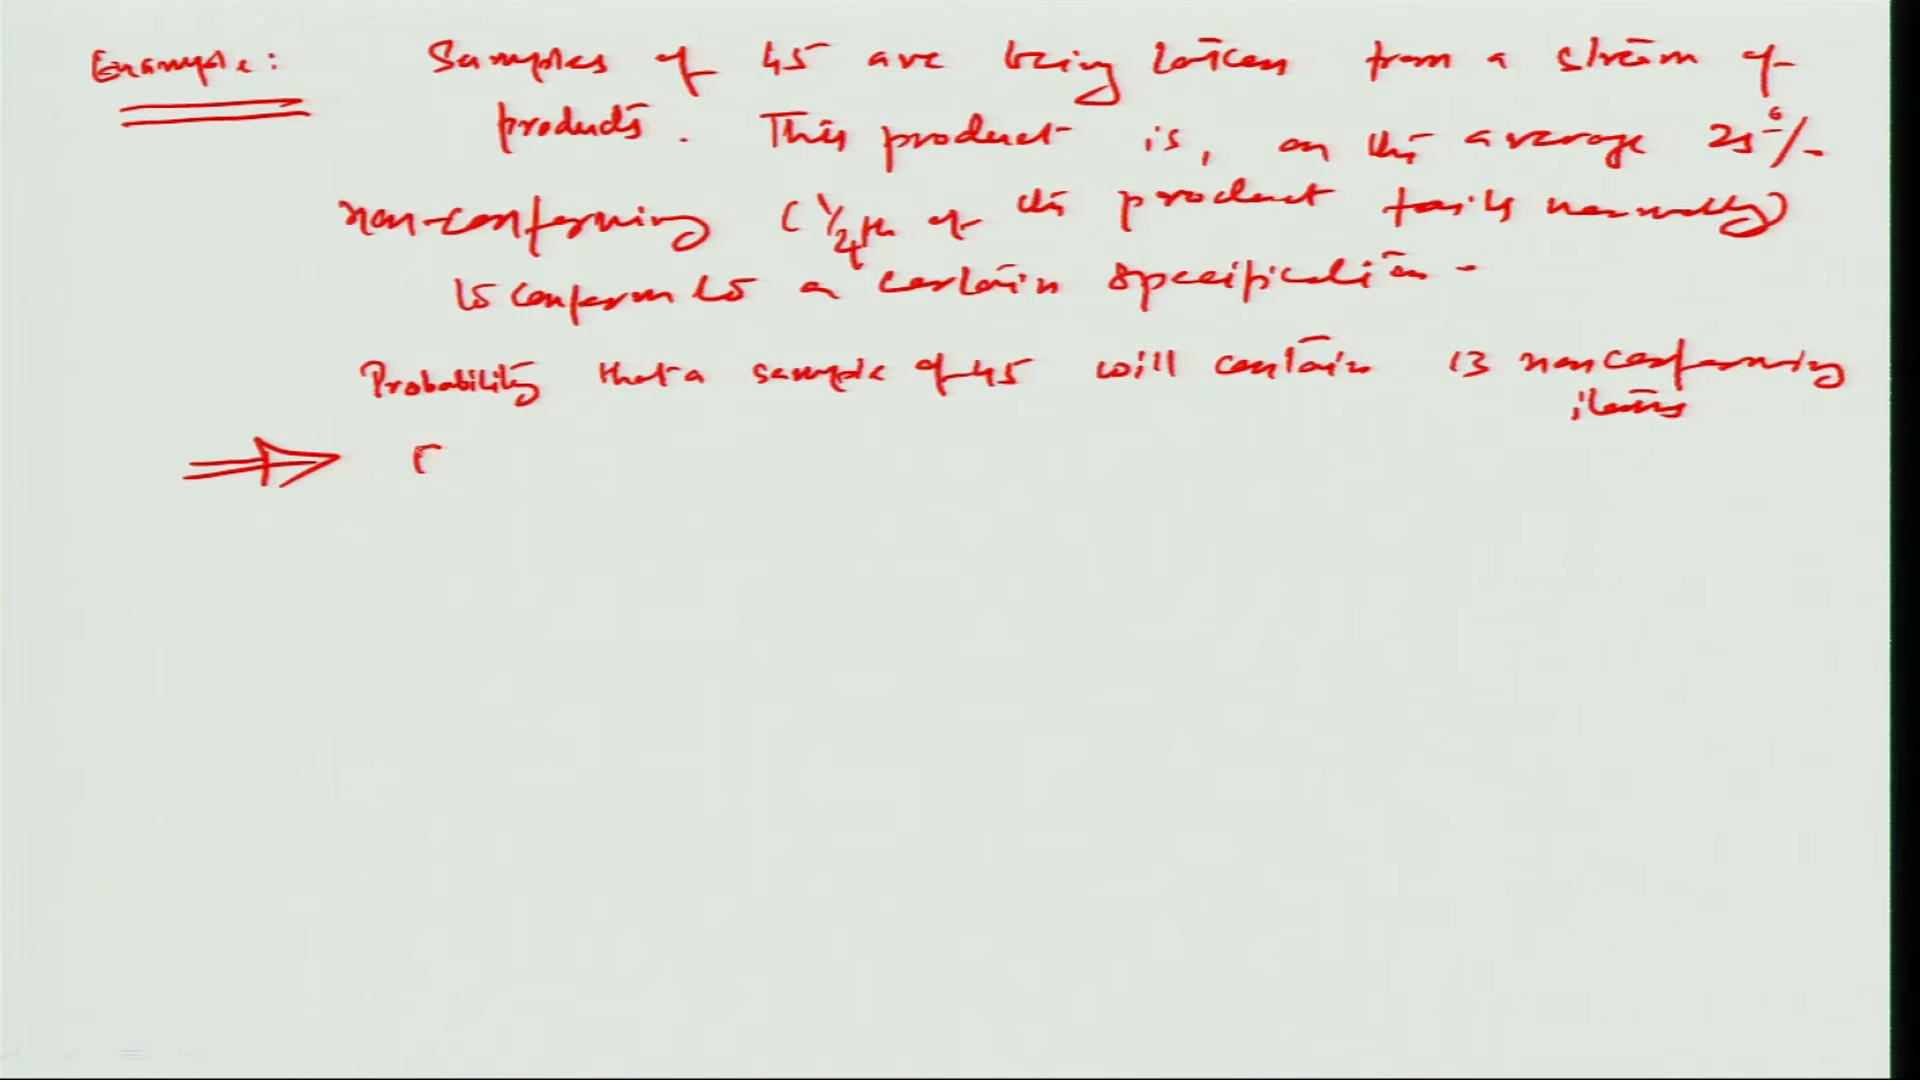 Example: Samples of 45 are being taken from a stream of
products. This product is, on the average 25%
non-conforming (1/4th of the product fails normally)
to conform to a certain specification.
Probability that a sample of 45 will contain 13 nonconforming
items